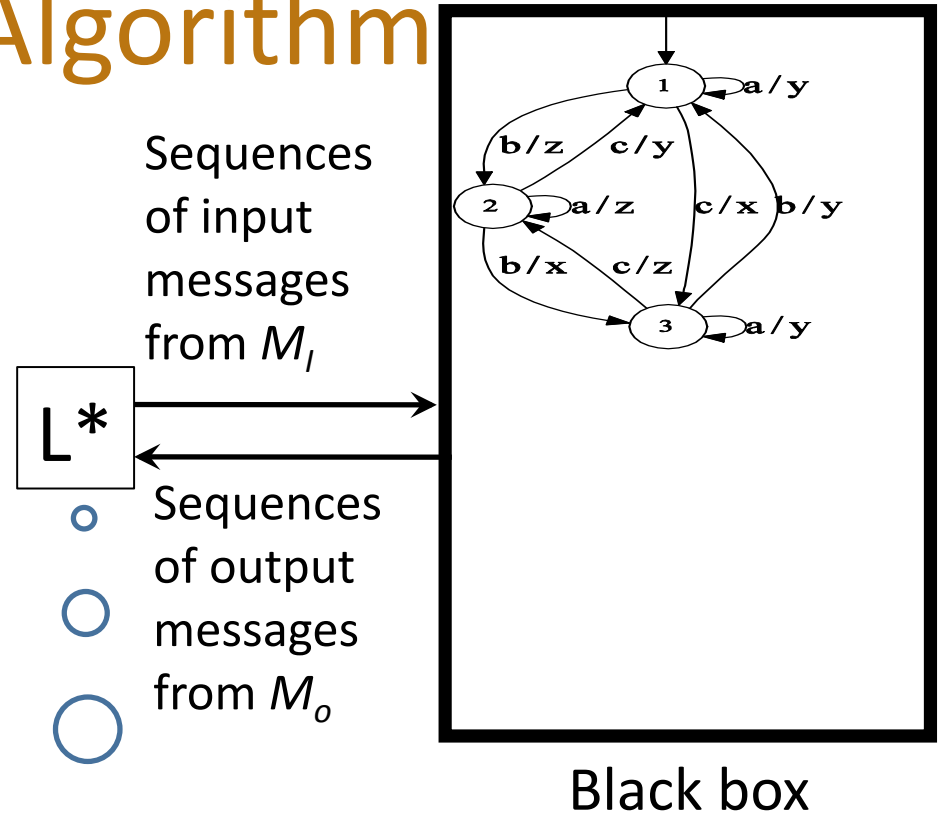 Algorithm
Sequences
of input
messages
from M_I
L*
Sequences
of output
messages
from M_o
1
a/y
b/z
c/y
2
a/z
c/x
b/y
b/x
c/z
3
a/y
Black box